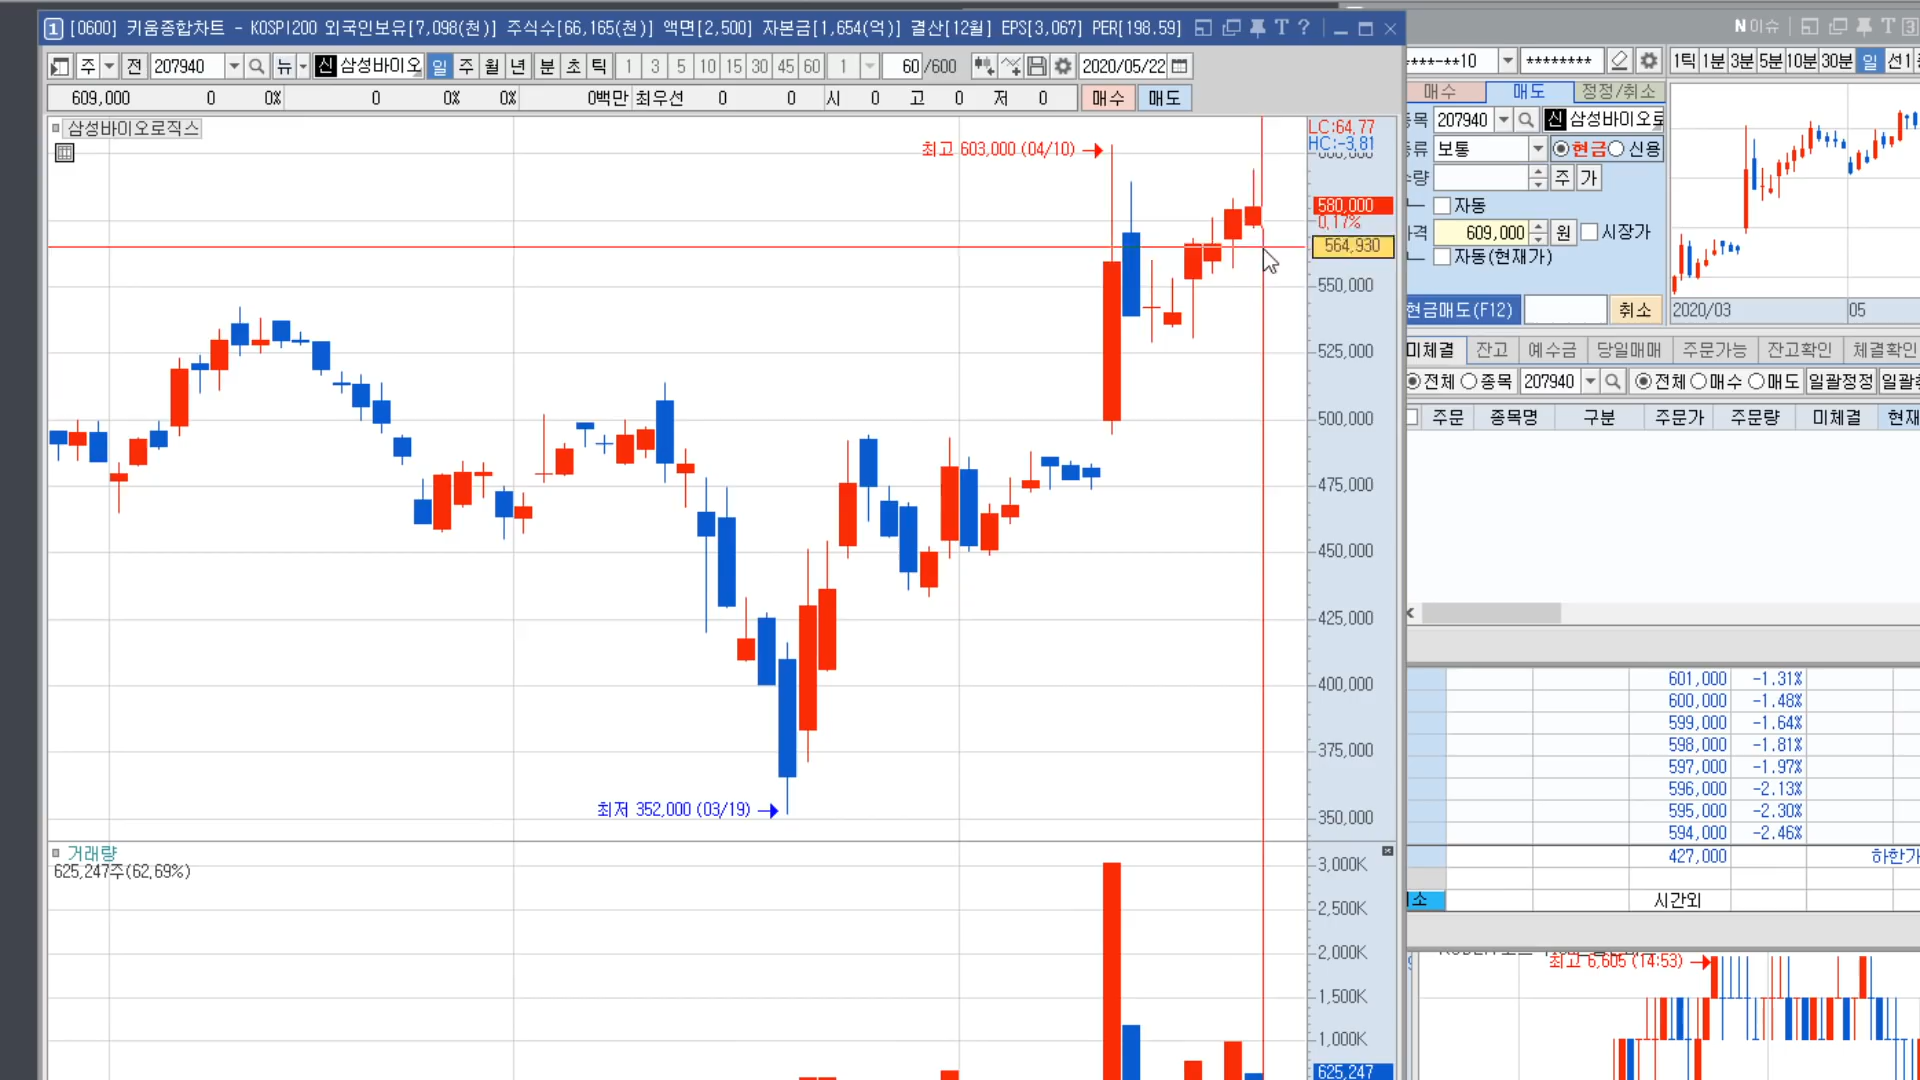 1 [0600] 키움종합차트 - KOSPI200 외국인보유[7,098(천)] 주식수[66,165(천)] 액면[2,500] 자본금[1,654(억)] 결산[12월] EPS[3,067] PER[198.59]
N이슈
주 전 207940 뉴 신 삼성바이오 일 주 월 년 분 초 틱 1 3 5 10 15 30 45 60 1 60 /600 2020/05/22
609,000 0 0% 0 0% 0% 0백만 최우선 0 0 시 0 고 0 저 0 매수 매도
삼성바이오로직스
최고 603,000 (04/10)
LC:64.77
HC:-3.81
580,000
0.17%
564,930
550,000
525,000
500,000
475,000
450,000
425,000
400,000
375,000
350,000
최저 352,000 (03/19)
거래량
625,247주(62.69%)
3,000K
2,500K
2,000K
1,500K
1,000K
625,247
****-**10 ******** 1틱 1분 3분 5분 10분 30분 일 선1
매수 매도 정정/취소
207940 신 삼성바이오로
보통 현금 신용
주 가
자동
609,000 원 시장가
자동(현재가)
현금매도(F12) 취소
2020/03 05
미체결 잔고 예수금 당일매매 주문가능 잔고확인 체결확인
전체 종목 207940 전체 매수 매도 일괄정정
주문 종목명 구분 주문가 주문량 미체결 현재
601,000 -1.31%
600,000 -1.48%
599,000 -1.64%
598,000 -1.81%
597,000 -1.97%
596,000 -2.13%
595,000 -2.30%
594,000 -2.46%
427,000 하한가
시간외
최고 6,605 (14:53)